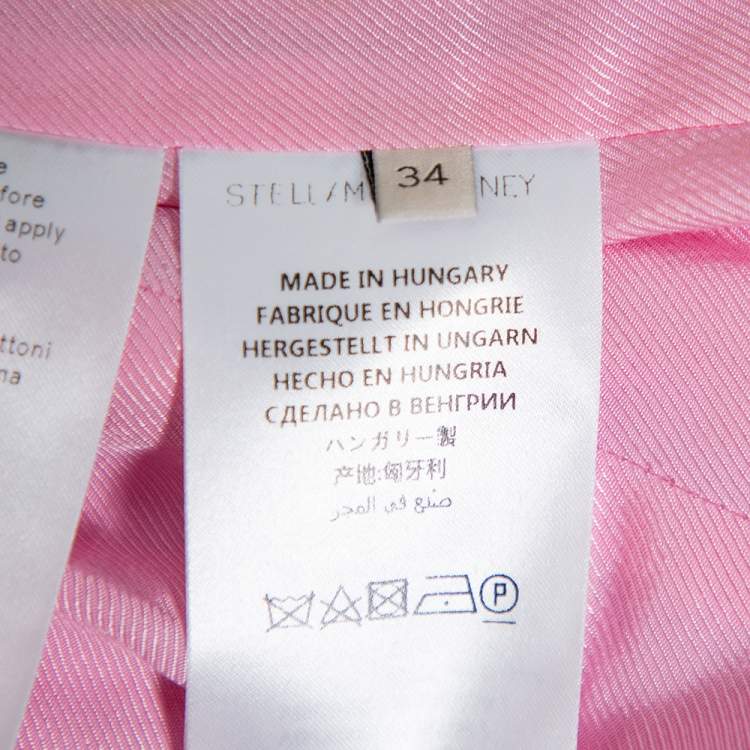 fore
apply
to
ttoni
ma
STELL/M
34
NEY
MADE IN HUNGARY
FABRIQUE EN HONGRIE
HERGESTELLT IN UNGARN
HECHO EN HUNGRIA
СДЕЛАНО В ВЕНГРИИ
ハンガリー製
产地:匈牙利
صنع في المجر
P